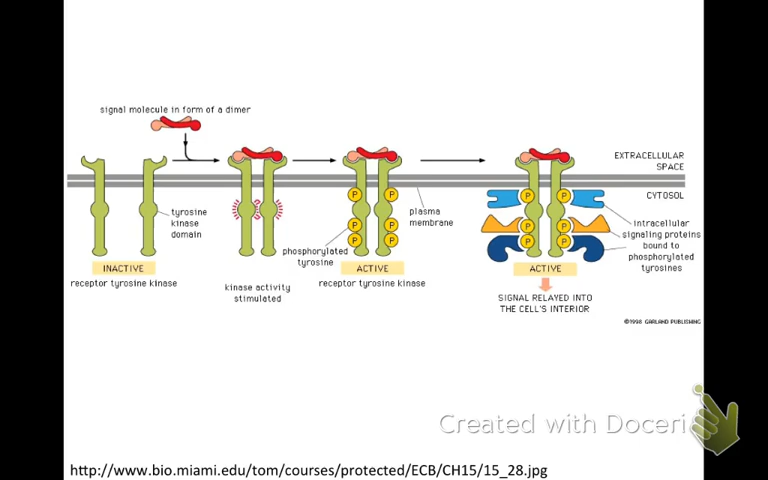 signal molecule in form of a dimer
EXTRACELLULAR
SPACE
CYTOSOL
P P P P
tyrosine
kinase
domain
P P P P
plasma
membrane
P P P P
intracellular
signaling proteins
bound to
phosphorylated
tyrosines
phosphorylated
tyrosine
INACTIVE
receptor tyrosine kinase
kinase activity
stimulated
ACTIVE
receptor tyrosine kinase
ACTIVE
SIGNAL RELAYED INTO
THE CELL'S INTERIOR
©1998 GARLAND PUBLISHING
Created with Doceri
http://www.bio.miami.edu/tom/courses/protected/ECB/CH15/15_28.jpg